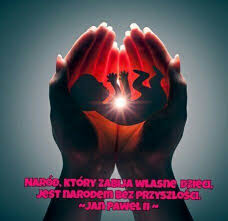 Naród, który zabija własne dzieci,
jest narodem bez przyszłości.
~Jan Paweł II ~